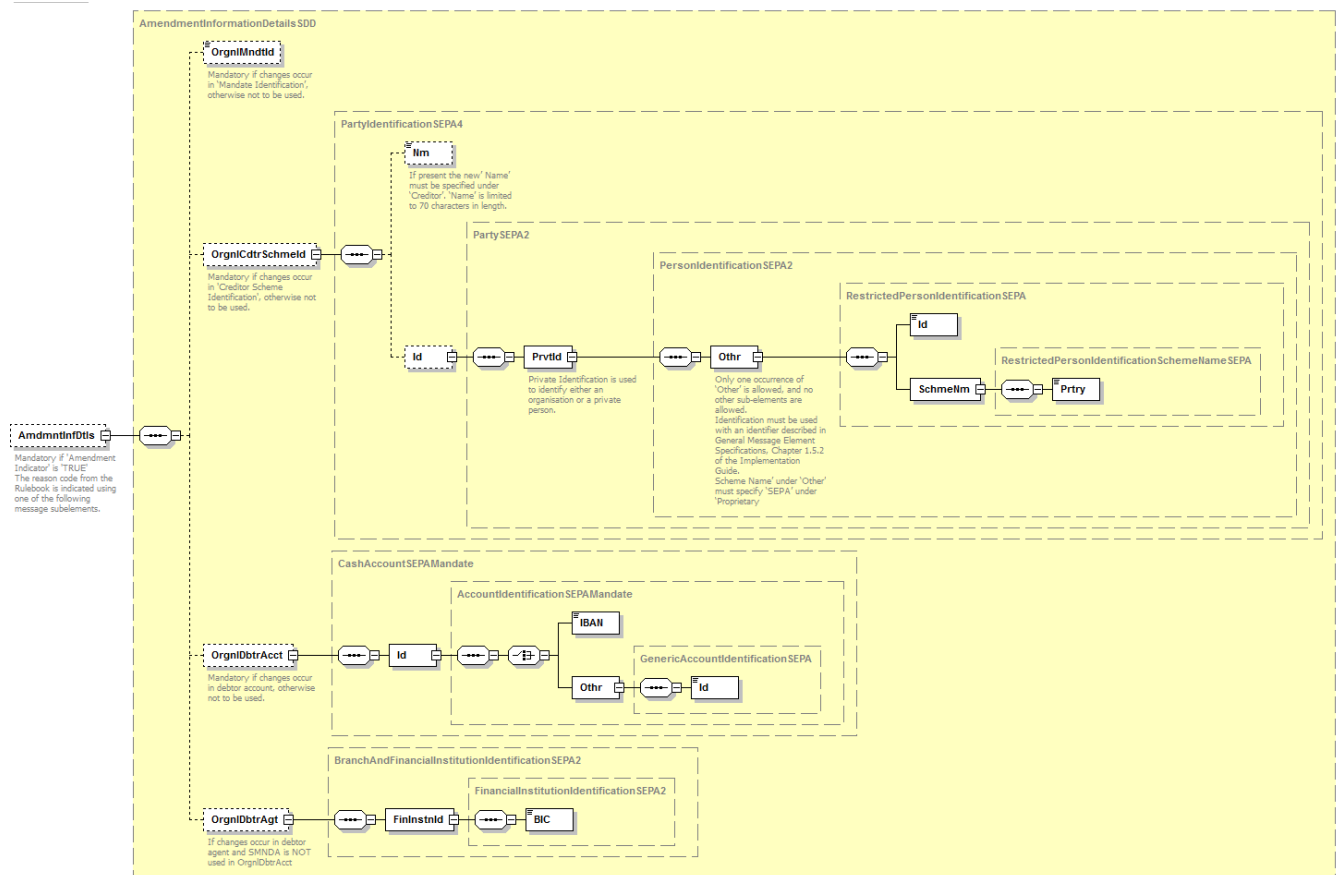 AmendmentInformationDetailsSDD
OrgnlMndtId
Mandatory if changes occur
in 'Mandate Identification',
otherwise not to be used.
PartyIdentificationSEPA4
Nm
If present the new' Name'
must be specified under
'Creditor'. 'Name' is limited
to 70 characters in length.
PartySEPA2
OrgnlCdtrSchmeId
Mandatory if changes occur
in 'Creditor Scheme
Identification', otherwise not
to be used.
PersonIdentificationSEPA2
RestrictedPersonIdentificationSEPA
Id
Id
PrvtId
Private Identification is used
to identify either an
organisation or a private
person.
Othr
Only one occurrence of
'Other' is allowed, and no
other sub-elements are
allowed.
Identification must be used
with an identifier described in
General Message Element
Specifications, Chapter 1.5.2
of the Implementation
Guide.
Scheme Name' under 'Other'
must specify 'SEPA' under
'Proprietary
RestrictedPersonIdentificationSchemeNameSEPA
SchmeNm
Prtry
AmdmntInfDtls
Mandatory if 'Amendment
Indicator' is 'TRUE'
The reason code from the
Rulebook is indicated using
one of the following
message subelements.
CashAccountSEPAMandate
AccountIdentificationSEPAMandate
IBAN
OrgnlDbtrAcct
Mandatory if changes occur
in debtor account, otherwise
not to be used.
Id
GenericAccountIdentificationSEPA
Othr
Id
BranchAndFinancialInstitutionIdentificationSEPA2
FinancialInstitutionIdentificationSEPA2
OrgnlDbtrAgt
If changes occur in debtor
agent and SMNDA is NOT
used in OrgnlDbtrAcct
FinInstnId
BIC